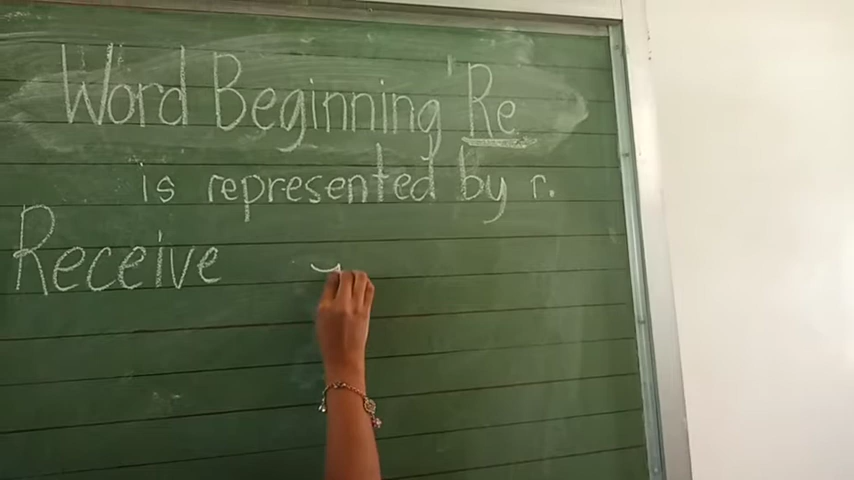 Word Beginning Re
is represented by r.
Receive